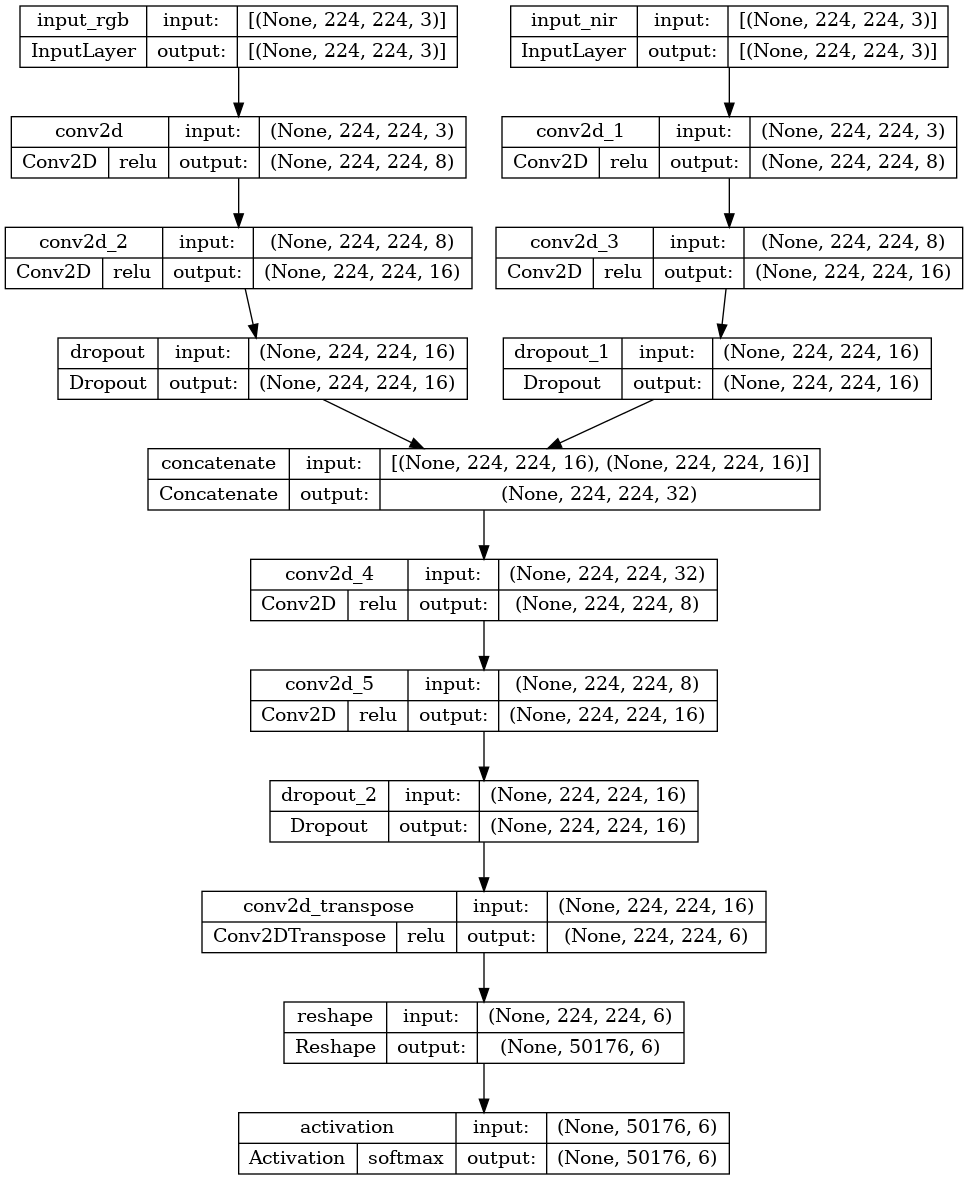 input_rgb input: [(None, 224, 224, 3)]
InputLayer output: [(None, 224, 224, 3)]
input_nir input: [(None, 224, 224, 3)]
InputLayer output: [(None, 224, 224, 3)]
conv2d input: (None, 224, 224, 3)
Conv2D relu output: (None, 224, 224, 8)
conv2d_1 input: (None, 224, 224, 3)
Conv2D relu output: (None, 224, 224, 8)
conv2d_2 input: (None, 224, 224, 8)
Conv2D relu output: (None, 224, 224, 16)
conv2d_3 input: (None, 224, 224, 8)
Conv2D relu output: (None, 224, 224, 16)
dropout input: (None, 224, 224, 16)
Dropout output: (None, 224, 224, 16)
dropout_1 input: (None, 224, 224, 16)
Dropout output: (None, 224, 224, 16)
concatenate input: [(None, 224, 224, 16), (None, 224, 224, 16)]
Concatenate output: (None, 224, 224, 32)
conv2d_4 input: (None, 224, 224, 32)
Conv2D relu output: (None, 224, 224, 8)
conv2d_5 input: (None, 224, 224, 8)
Conv2D relu output: (None, 224, 224, 16)
dropout_2 input: (None, 224, 224, 16)
Dropout output: (None, 224, 224, 16)
conv2d_transpose input: (None, 224, 224, 16)
Conv2DTranspose relu output: (None, 224, 224, 6)
reshape input: (None, 224, 224, 6)
Reshape output: (None, 50176, 6)
activation input: (None, 50176, 6)
Activation softmax output: (None, 50176, 6)